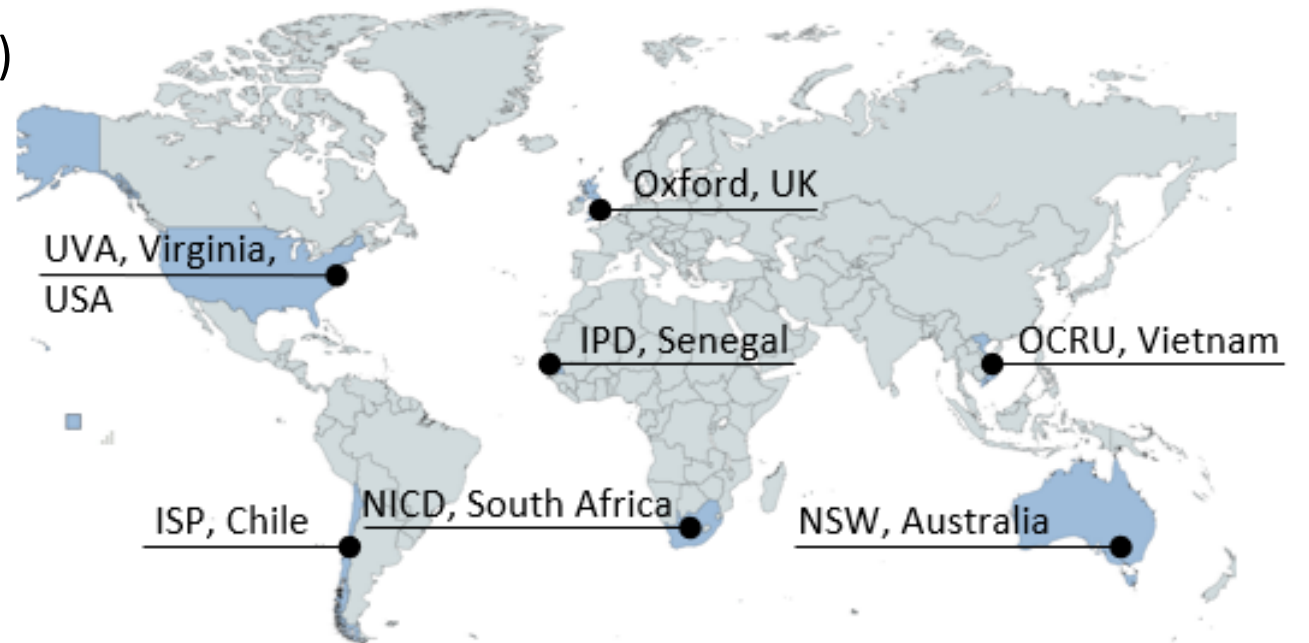 )
Oxford, UK
UVA, Virginia,
USA
IPD, Senegal
OCRU, Vietnam
NICD, South Africa
ISP, Chile
NSW, Australia